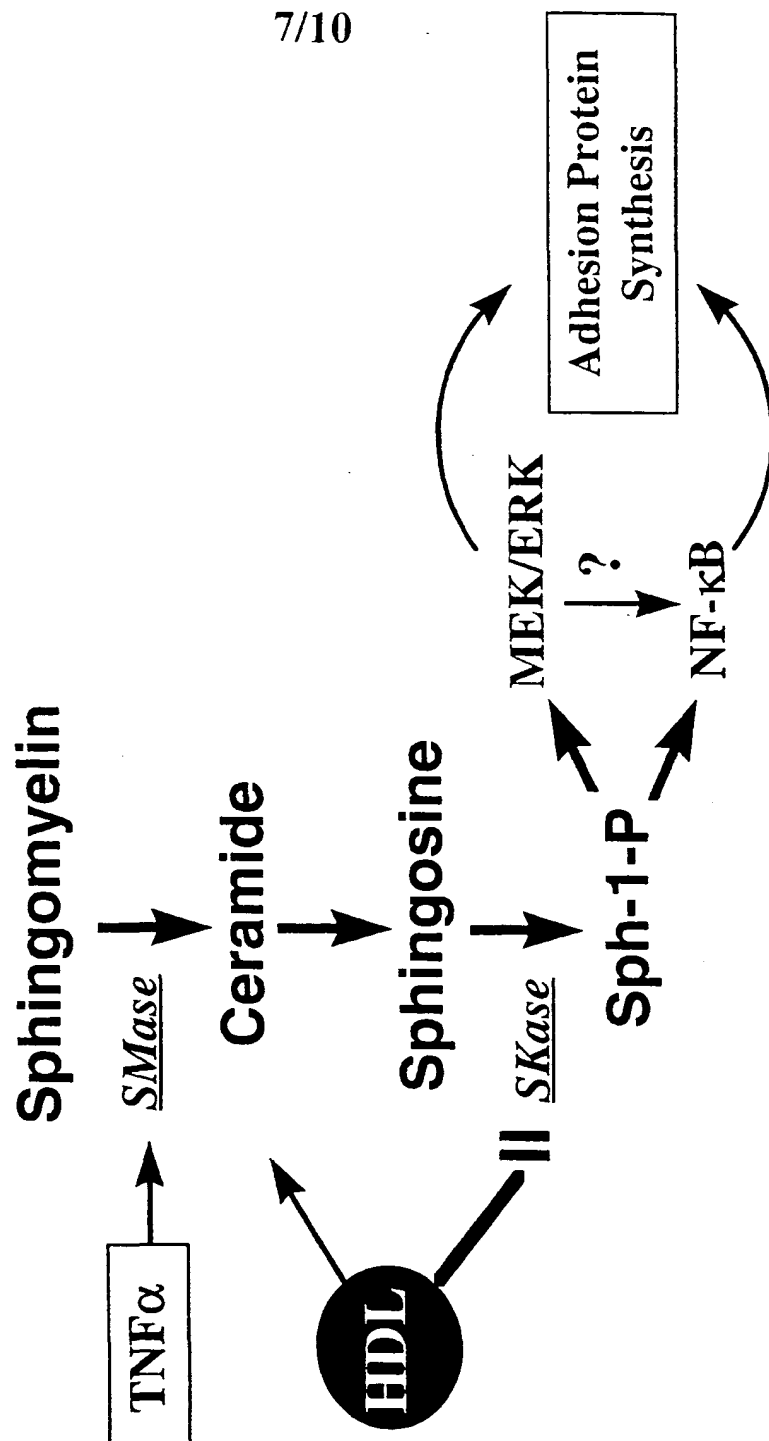 7/10
Sphingomyelin
TNFα
SMase
Ceramide
HDL
Sphingosine
SKase
Sph-1-P
MEK/ERK
?
NF-κB
Adhesion Protein
Synthesis